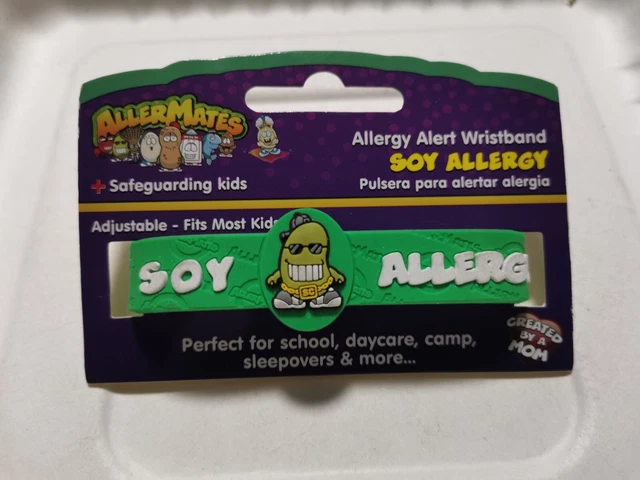 ALLERMATES
Allergy Alert Wristband
SOY ALLERGY
+ Safeguarding kids
Pulsera para alertar alergia
Adjustable - Fits Most Kids
SOY
ALLERG
Perfect for school, daycare, camp,
sleepovers & more...
CREATED
BY A
MOM